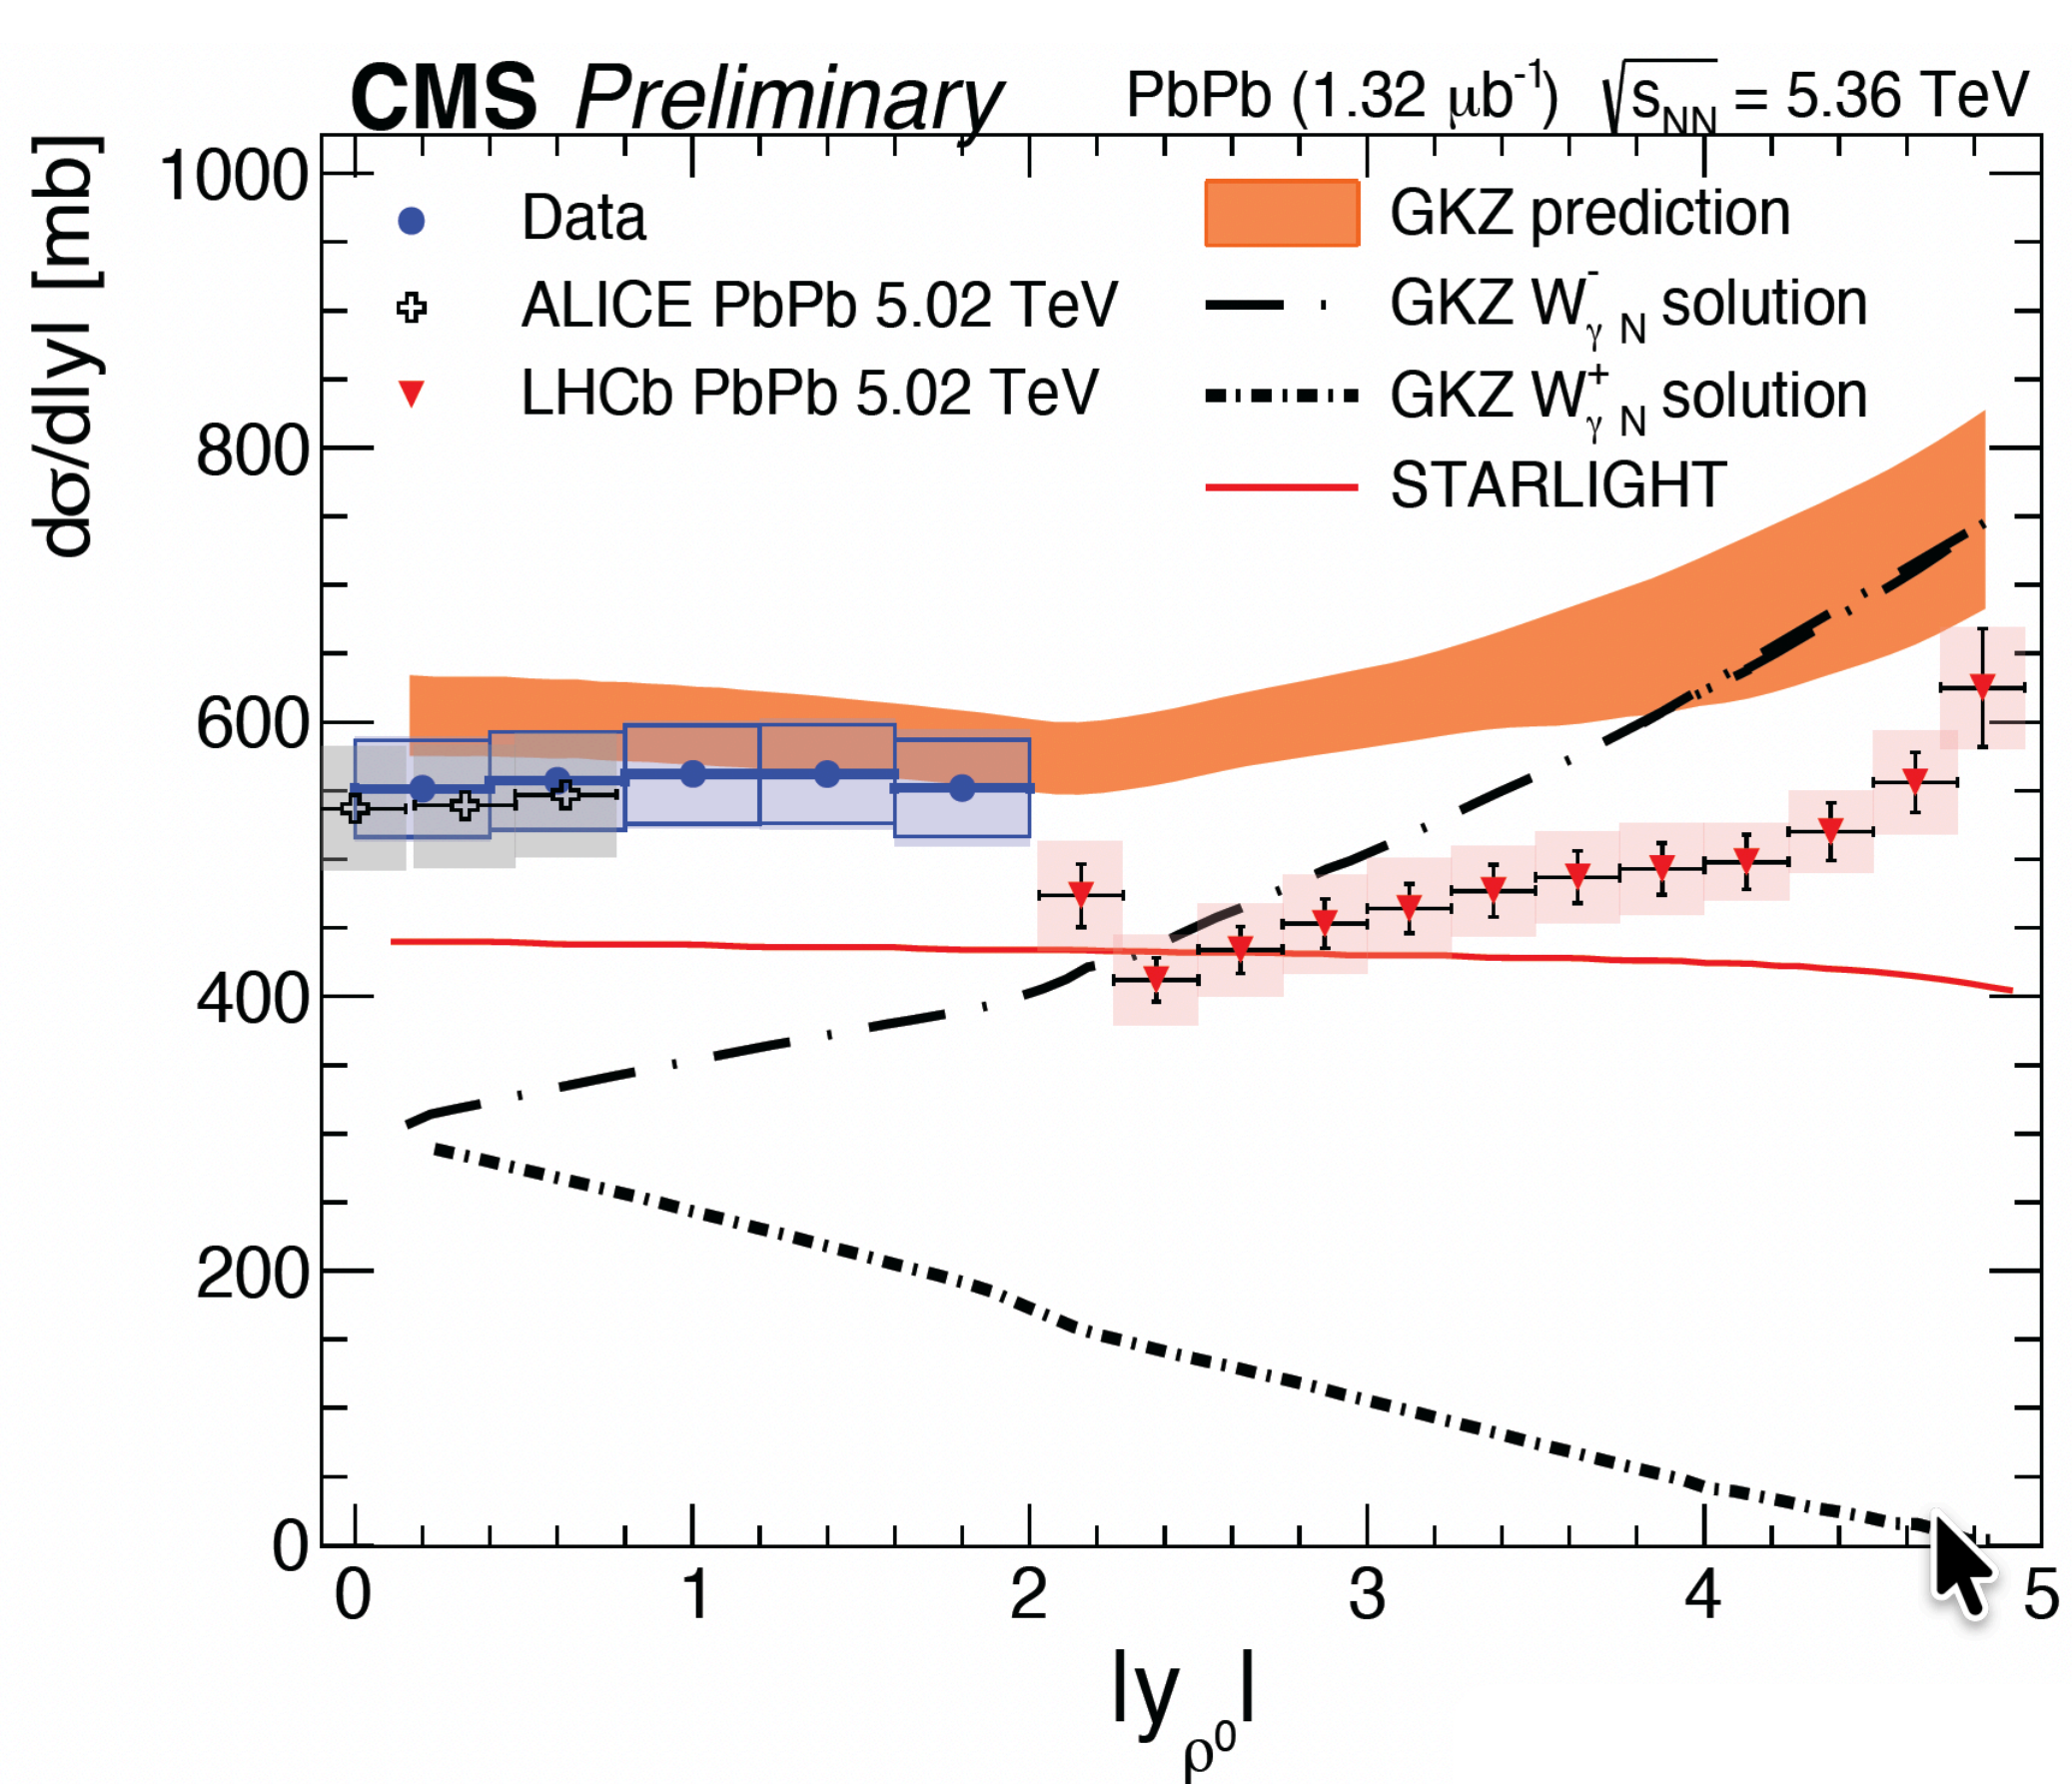 CMS Preliminary PbPb (1.32 μb⁻¹) √sNN = 5.36 TeV
dσ/d|y| [mb]
1000
800
600
400
200
0
Data
ALICE PbPb 5.02 TeV
LHCb PbPb 5.02 TeV
GKZ prediction
GKZ W⁻γ N solution
GKZ W⁺γ N solution
STARLIGHT
0 1 2 3 4 5
|yρ⁰|